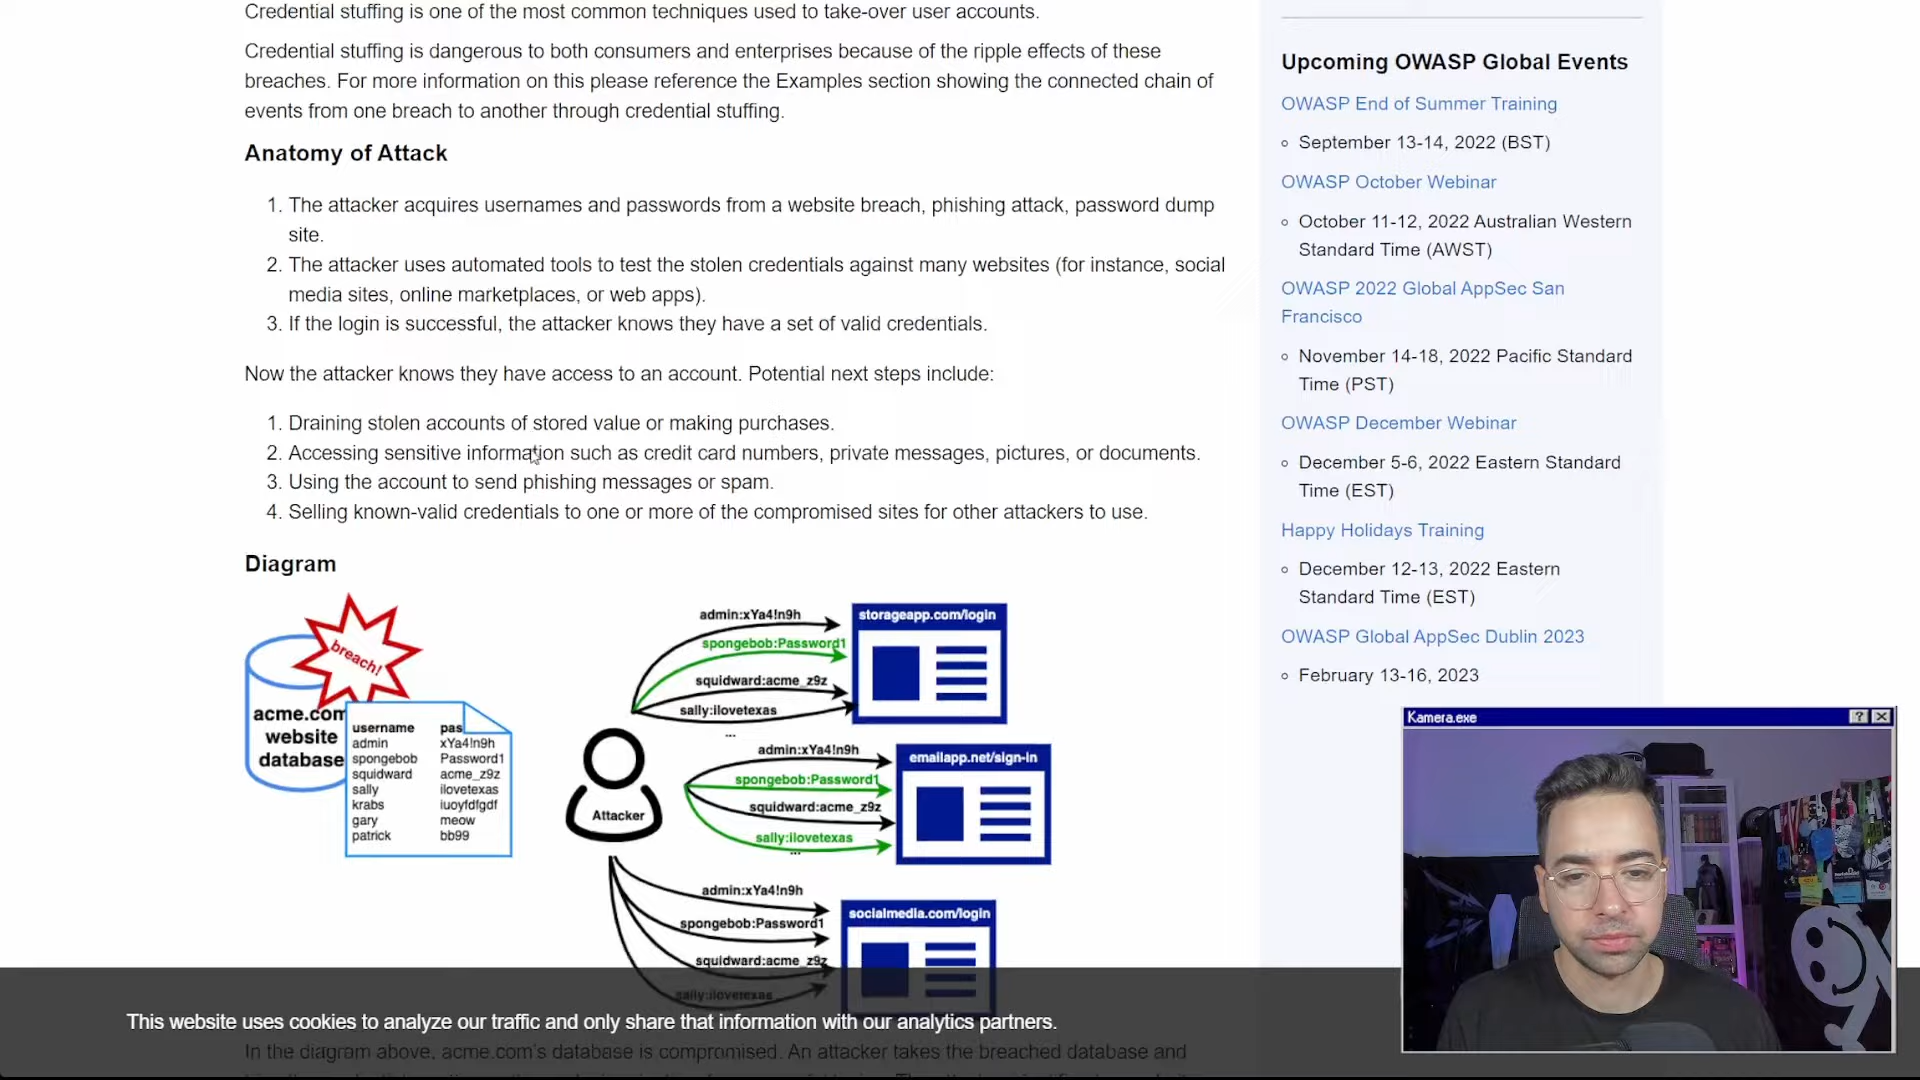 Credential stuffing is one of the most common techniques used to take-over user accounts.
Credential stuffing is dangerous to both consumers and enterprises because of the ripple effects of these
breaches. For more information on this please reference the Examples section showing the connected chain of
events from one breach to another through credential stuffing.
Anatomy of Attack
1. The attacker acquires usernames and passwords from a website breach, phishing attack, password dump
site.
2. The attacker uses automated tools to test the stolen credentials against many websites (for instance, social
media sites, online marketplaces, or web apps).
3. If the login is successful, the attacker knows they have a set of valid credentials.
Now the attacker knows they have access to an account. Potential next steps include:
1. Draining stolen accounts of stored value or making purchases.
2. Accessing sensitive information such as credit card numbers, private messages, pictures, or documents.
3. Using the account to send phishing messages or spam.
4. Selling known-valid credentials to one or more of the compromised sites for other attackers to use.
Diagram
breach!
acme.com
website
database
username pas
admin xYa4!n9h
spongebob Password1
squidward acme_z9z
sally ilovetexas
krabs iuoyfdfgdf
gary meow
patrick bb99
Attacker
admin:xYa4!n9h
spongebob:Password1
squidward:acme_z9z
sally:ilovetexas
...
storageapp.com/login
admin:xYa4!n9h
spongebob:Password1
squidward:acme_z9z
sally:ilovetexas
...
emailapp.net/sign-in
admin:xYa4!n9h
spongebob:Password1
squidward:acme_z9z
sally:ilovetexas
socialmedia.com/login
This website uses cookies to analyze our traffic and only share that information with our analytics partners.
In the diagram above, acme.com's database is compromised. An attacker takes the breached database and
Upcoming OWASP Global Events
OWASP End of Summer Training
September 13-14, 2022 (BST)
OWASP October Webinar
October 11-12, 2022 Australian Western
Standard Time (AWST)
OWASP 2022 Global AppSec San
Francisco
November 14-18, 2022 Pacific Standard
Time (PST)
OWASP December Webinar
December 5-6, 2022 Eastern Standard
Time (EST)
Happy Holidays Training
December 12-13, 2022 Eastern
Standard Time (EST)
OWASP Global AppSec Dublin 2023
February 13-16, 2023
Kamera.exe